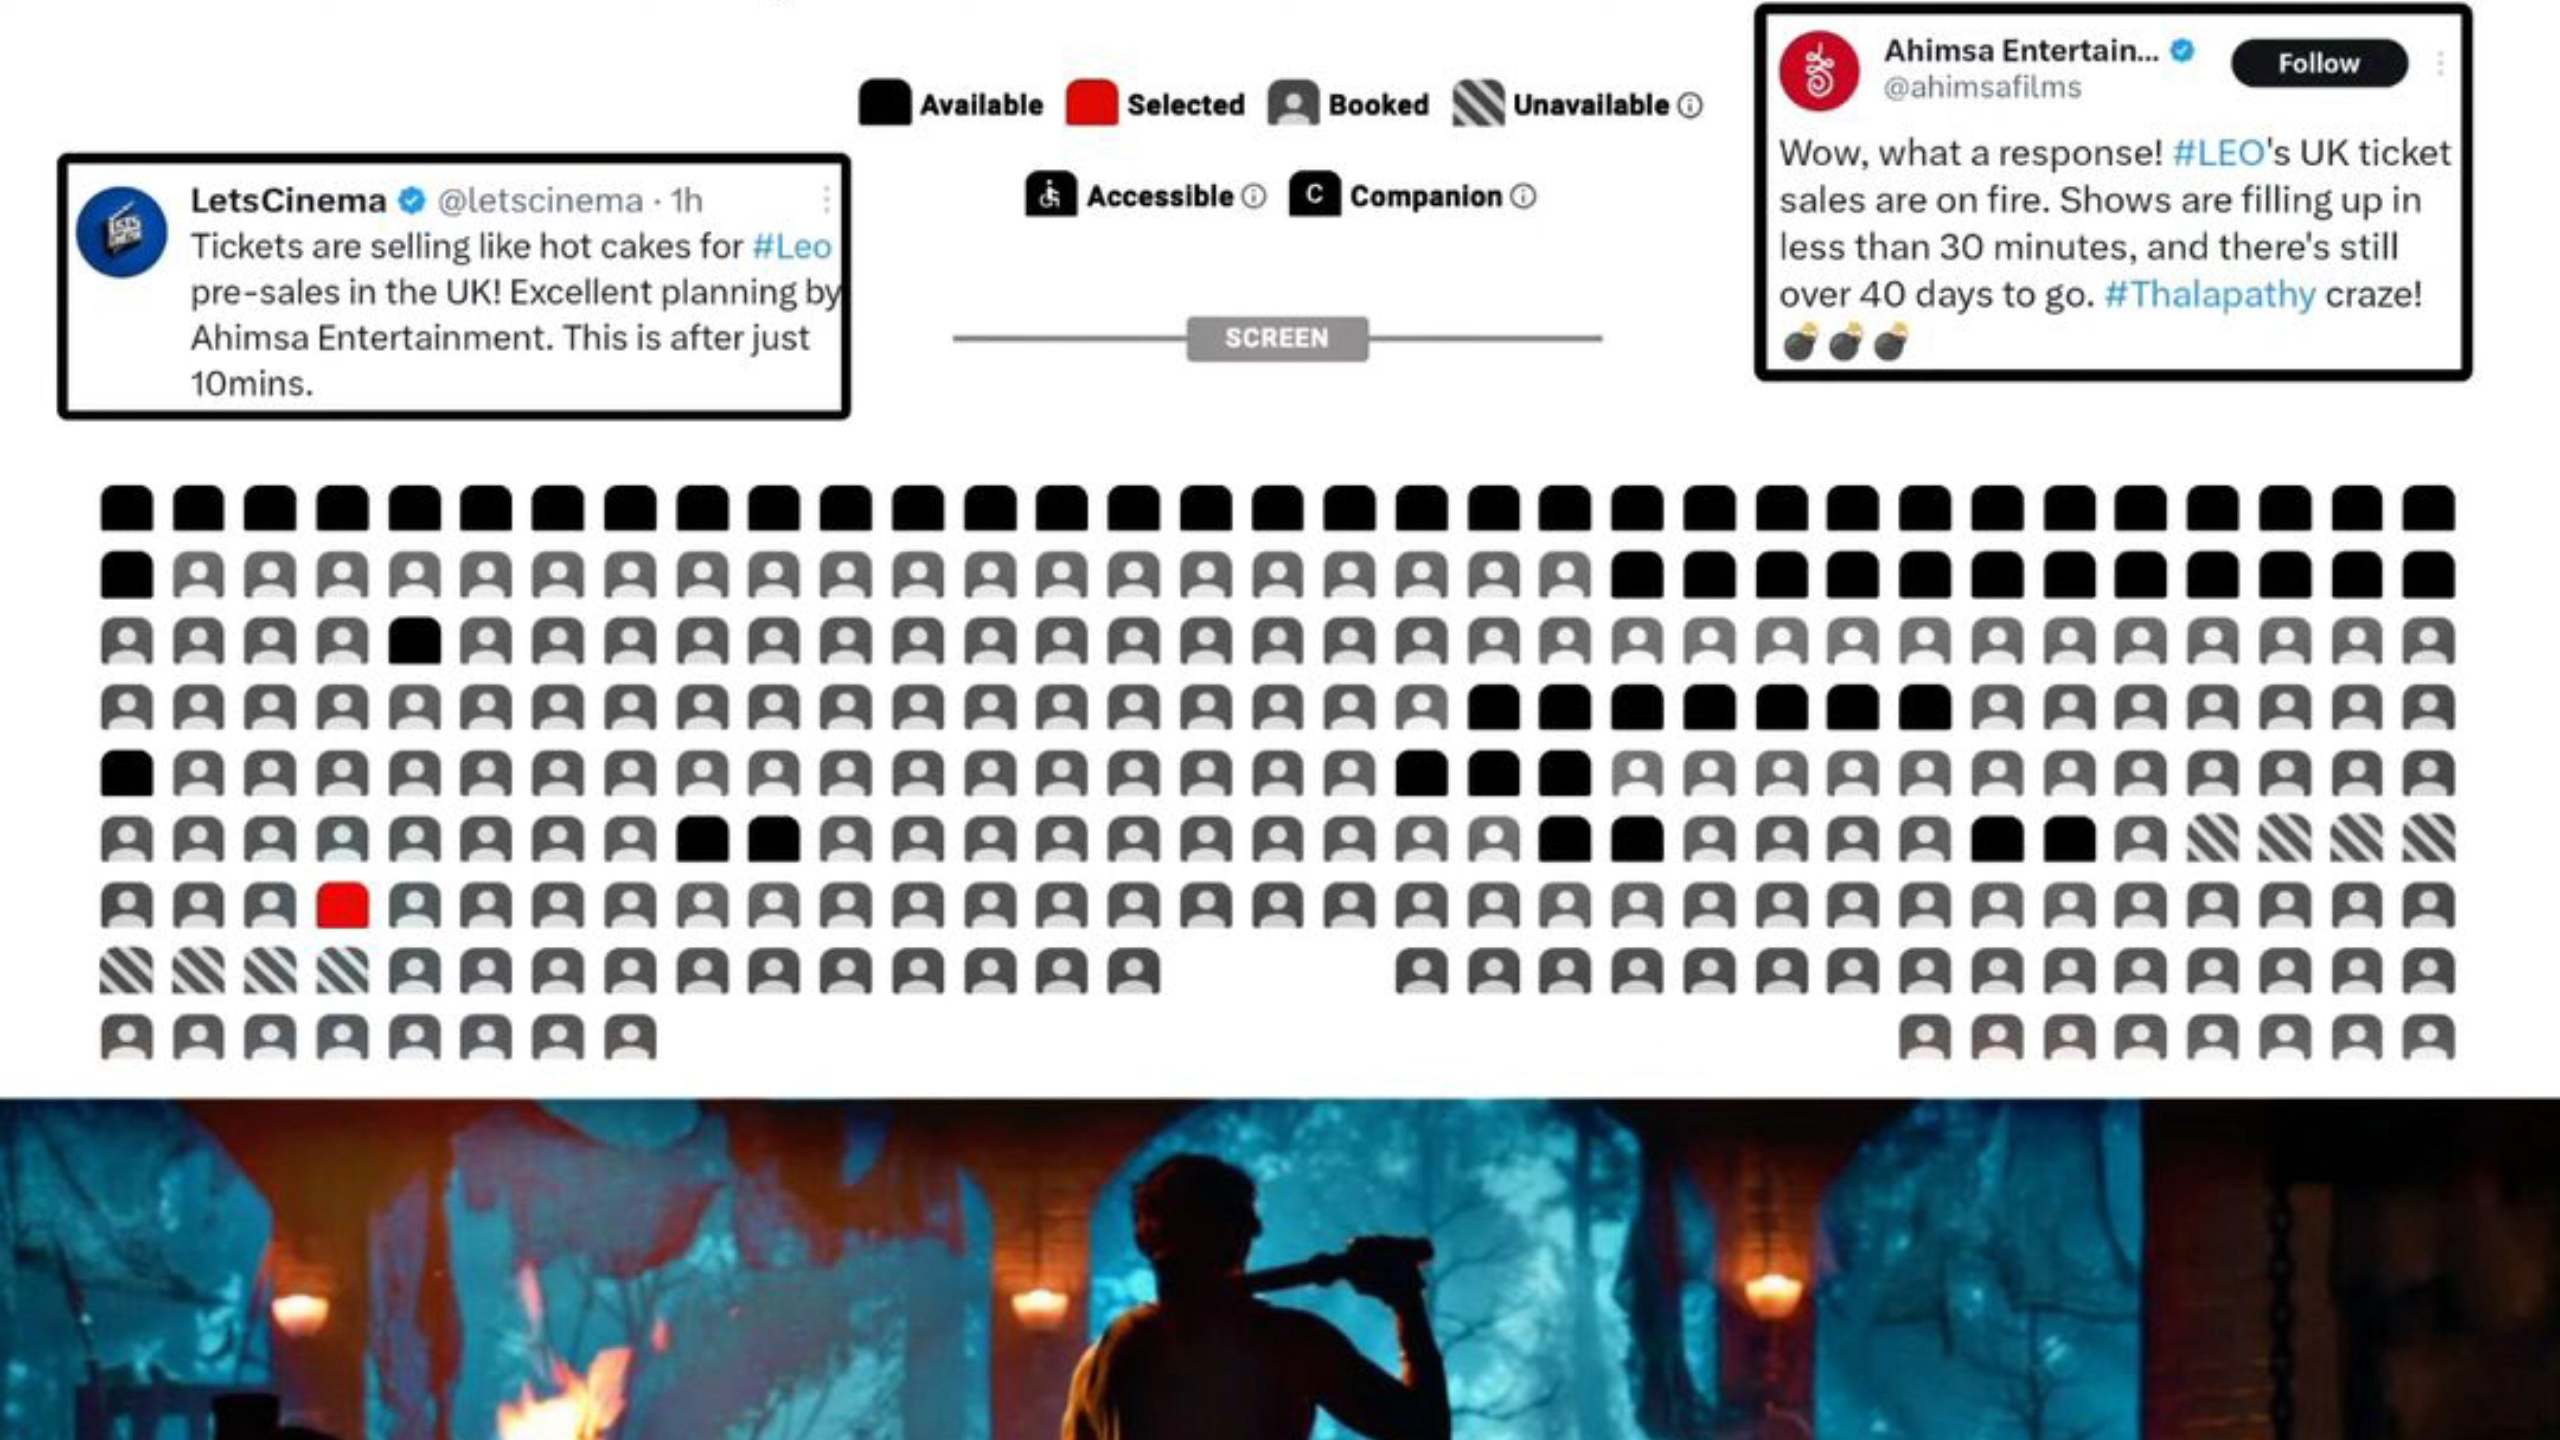 Available Selected Booked Unavailable
Accessible C Companion
SCREEN
LetsCinema @letscinema · 1h
Tickets are selling like hot cakes for #Leo
pre-sales in the UK! Excellent planning by
Ahimsa Entertainment. This is after just
10mins.
Ahimsa Entertain... Follow
@ahimsafilms
Wow, what a response! #LEO's UK ticket
sales are on fire. Shows are filling up in
less than 30 minutes, and there's still
over 40 days to go. #Thalapathy craze!